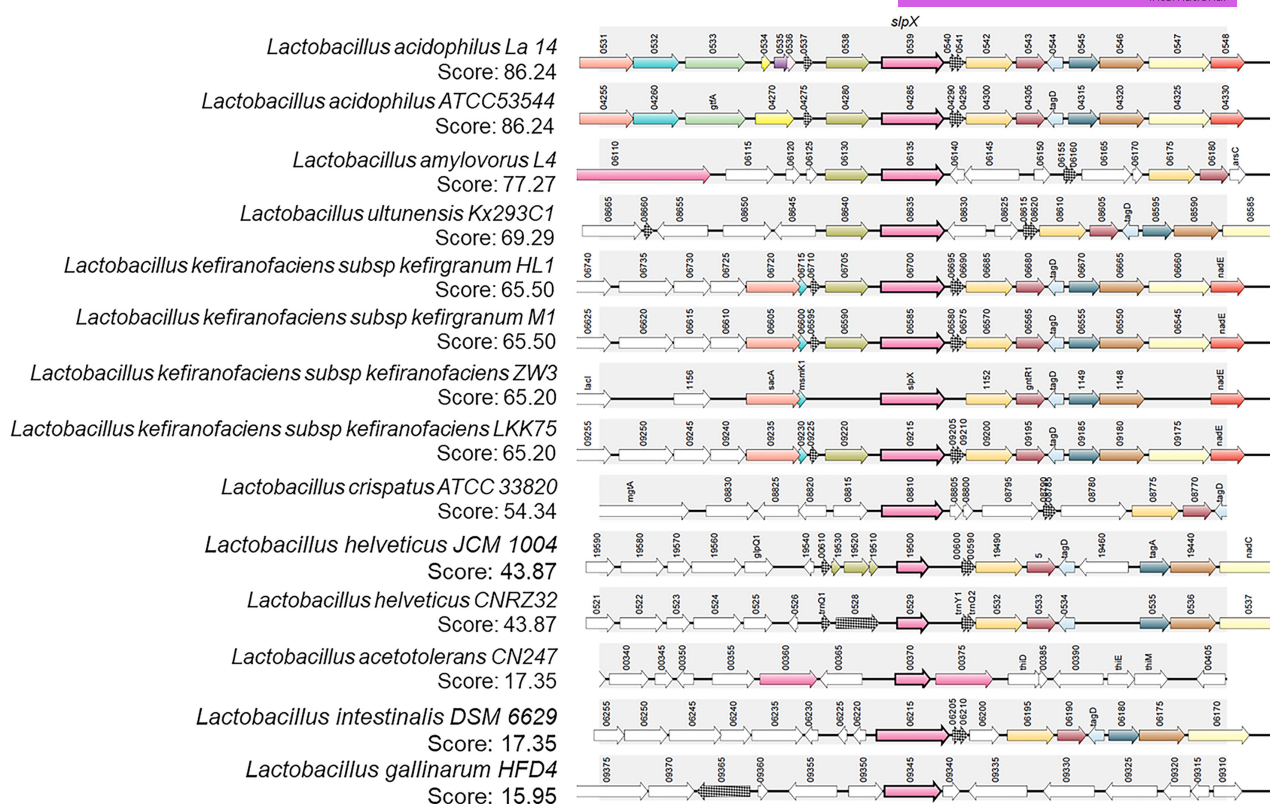 slpX
Lactobacillus acidophilus La 14
Score: 86.24
0531 0532 0533 0534 0535 0536 0537 0538 0539 0540 0541 0542 0543 0544 0545 0546 0547 0548
Lactobacillus acidophilus ATCC53544
Score: 86.24
04255 04260 gtfA 04270 04275 04280 04285 04290 04295 04300 04305 tagD 04315 04320 04325 04330
Lactobacillus amylovorus L4
Score: 77.27
06110 06115 06120 06125 06130 06135 06140 06145 06150 06155 06160 06165 06170 06175 06180 arsC
Lactobacillus ultunensis Kx293C1
Score: 69.29
08665 08660 08655 08650 08645 08640 08635 08630 08625 08615 08620 08610 08605 tagD 08595 08590 08585
Lactobacillus kefiranofaciens subsp kefirgranum HL1
Score: 65.50
06740 06735 06730 06725 06720 06715 06710 06705 06700 06695 06690 06685 06680 tagD 06670 06665 06660 nadE
Lactobacillus kefiranofaciens subsp kefirgranum M1
Score: 65.50
06625 06620 06615 06610 06605 06600 06595 06590 06585 06580 06575 06570 06565 tagD 06555 06550 06545 nadE
Lactobacillus kefiranofaciens subsp kefiranofaciens ZW3
Score: 65.20
lacI 1156 sacA msmK1 slpX 1152 gntR1 tagD 1149 1148 nadE
Lactobacillus kefiranofaciens subsp kefiranofaciens LKK75
Score: 65.20
09255 09250 09245 09240 09235 09230 09225 09220 09215 09205 09210 09200 09195 tagD 09185 09180 09175 nadE
Lactobacillus crispatus ATCC 33820
Score: 54.34
mgtA 08830 08825 08820 08815 08810 08805 08800 08795 08780 08775 08770 tagD
Lactobacillus helveticus JCM 1004
Score: 43.87
19590 19580 19570 19560 glpQ1 19540 00610 19530 19520 19510 19500 00600 00590 19490 5 tagD 19460 tagA 19440 nadC
Lactobacillus helveticus CNRZ32
Score: 43.87
0521 0522 0523 0524 0525 0526 trnQ1 0528 0529 trnY1 trnQ2 0532 0533 0534 0535 0536 0537
Lactobacillus acetotolerans CN247
Score: 17.35
00340 00345 00350 00355 00360 00365 00370 00375 thiD 00385 00390 thiE thiM 00405
Lactobacillus intestinalis DSM 6629
Score: 17.35
06255 06250 06245 06240 06235 06230 06225 06220 06215 06205 06210 06200 06195 06190 tagD 06180 06175 06170
Lactobacillus gallinarum HFD4
Score: 15.95
09375 09370 09365 09360 09355 09350 09345 09340 09335 09330 09925 09320 09315 09310